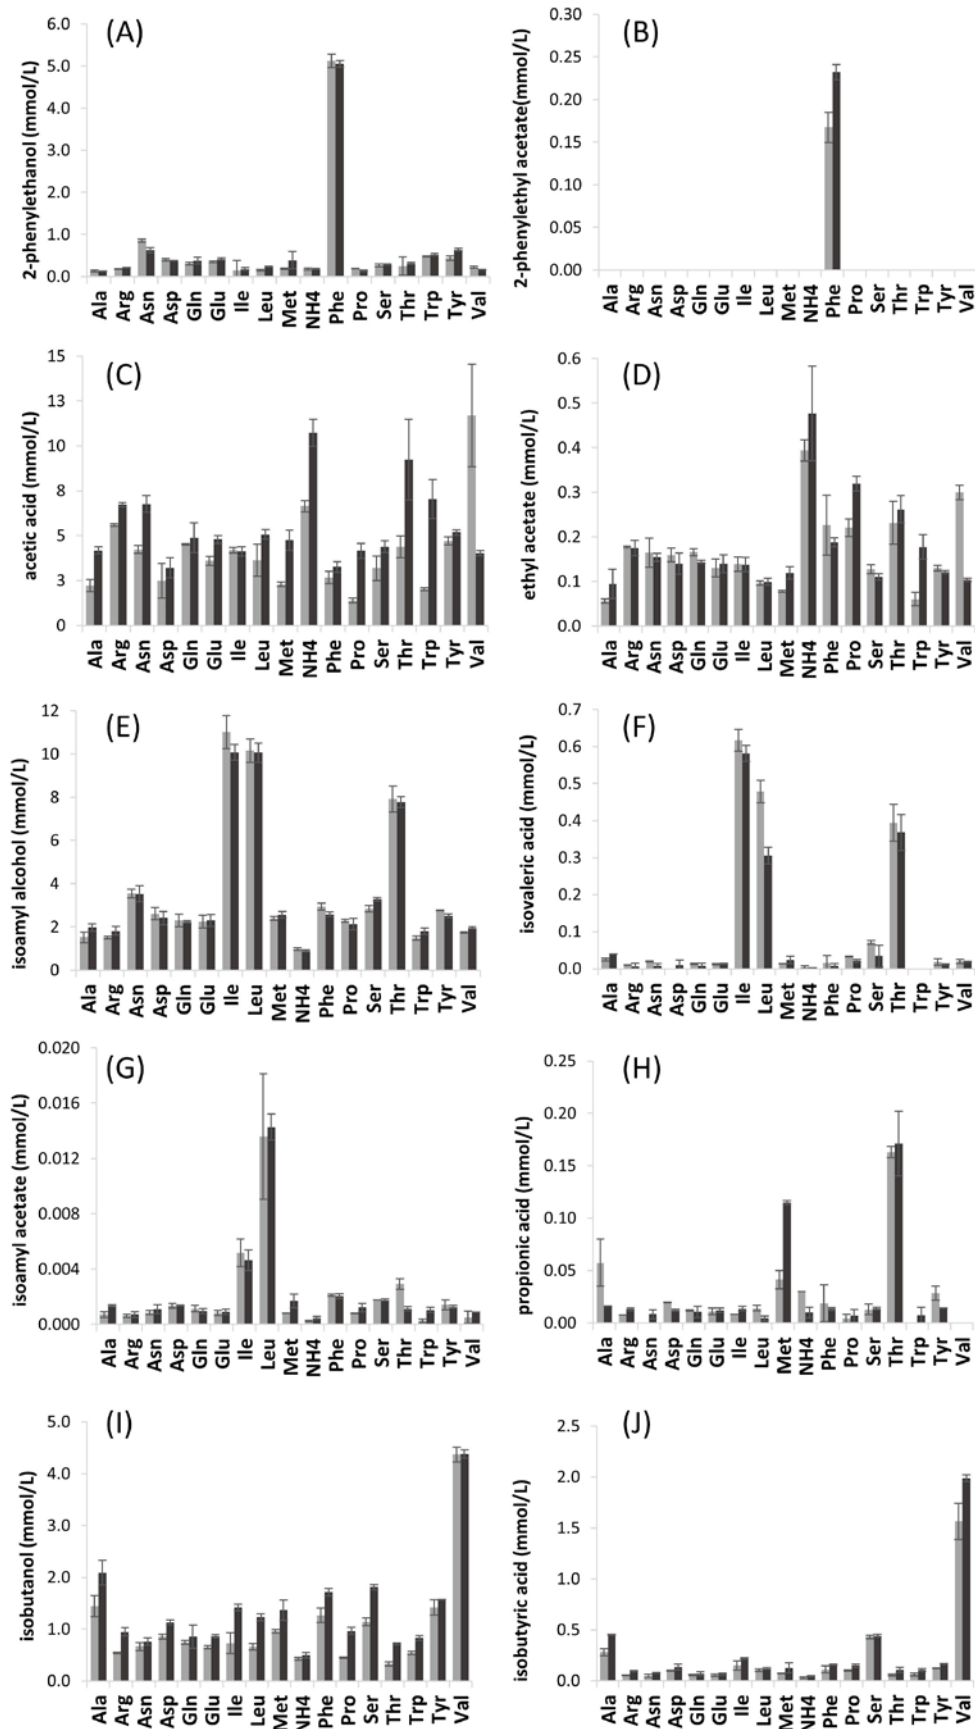 (A)
2-phenylethanol (mmol/L)
6.0
5.0
4.0
3.0
2.0
1.0
0.0
Ala Arg Asn Asp Gln Glu Ile Leu Met NH4 Phe Pro Ser Thr Trp Tyr Val
(B)
2-phenylethyl acetate(mmol/L)
0.30
0.25
0.20
0.15
0.10
0.05
0.00
Ala Arg Asn Asp Gln Glu Ile Leu Met NH4 Phe Pro Ser Thr Trp Tyr Val
(C)
acetic acid (mmol/L)
15
13
10
8
5
3
0
Ala Arg Asn Asp Gln Glu Ile Leu Met NH4 Phe Pro Ser Thr Trp Tyr Val
(D)
ethyl acetate (mmol/L)
0.6
0.5
0.4
0.3
0.2
0.1
0.0
Ala Arg Asn Asp Gln Glu Ile Leu Met NH4 Phe Pro Ser Thr Trp Tyr Val
(E)
isoamyl alcohol (mmol/L)
12
10
8
6
4
2
0
Ala Arg Asn Asp Gln Glu Ile Leu Met NH4 Phe Pro Ser Thr Trp Tyr Val
(F)
isovaleric acid (mmol/L)
0.7
0.6
0.5
0.4
0.3
0.2
0.1
0.0
Ala Arg Asn Asp Gln Glu Ile Leu Met NH4 Phe Pro Ser Thr Trp Tyr Val
(G)
isoamyl acetate (mmol/L)
0.020
0.016
0.012
0.008
0.004
0.000
Ala Arg Asn Asp Gln Glu Ile Leu Met NH4 Phe Pro Ser Thr Trp Tyr Val
(H)
propionic acid (mmol/L)
0.25
0.20
0.15
0.10
0.05
0.00
Ala Arg Asn Asp Gln Glu Ile Leu Met NH4 Phe Pro Ser Thr Trp Tyr Val
(I)
isobutanol (mmol/L)
5.0
4.0
3.0
2.0
1.0
0.0
Ala Arg Asn Asp Gln Glu Ile Leu Met NH4 Phe Pro Ser Thr Trp Tyr Val
(J)
isobutyric acid (mmol/L)
2.5
2.0
1.5
1.0
0.5
0.0
Ala Arg Asn Asp Gln Glu Ile Leu Met NH4 Phe Pro Ser Thr Trp Tyr Val